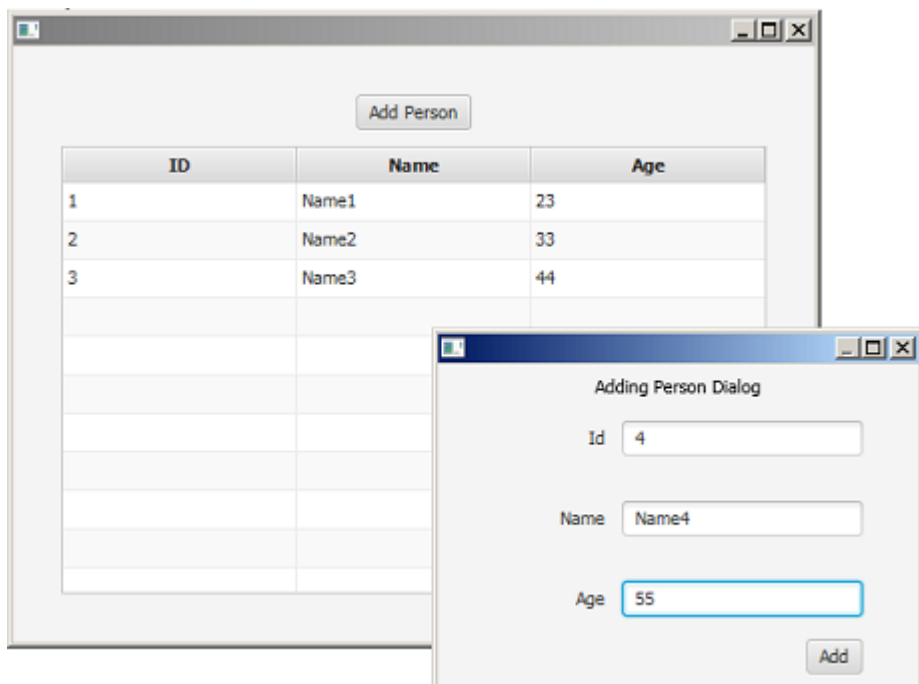 Add Person
ID Name Age
1 Name1 23
2 Name2 33
3 Name3 44
Adding Person Dialog
Id 4
Name Name4
Age 55
Add